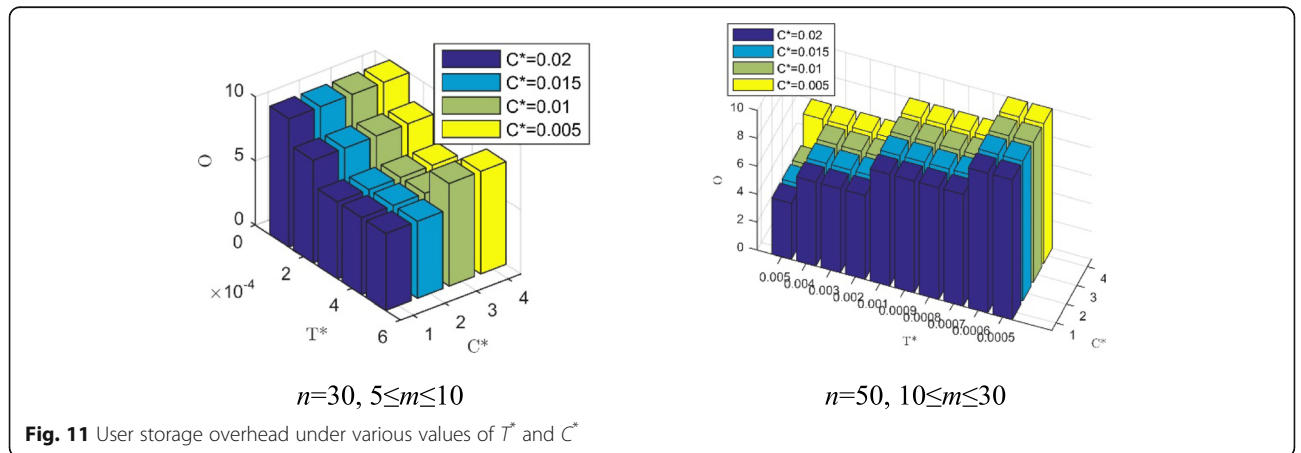 C*=0.02
C*=0.015
C*=0.01
C*=0.005
10
5
0
O
0
2
4
6
×10⁻⁴
T*
1
2
3
4
C*
n=30, 5≤m≤10
C*=0.02
C*=0.015
C*=0.01
C*=0.005
10
8
6
4
2
0
O
0.005
0.004
0.003
0.002
0.001
0.0009
0.0008
0.0007
0.0006
0.0005
T*
1
2
3
4
C*
n=50, 10≤m≤30
Fig. 11 User storage overhead under various values of T* and C*